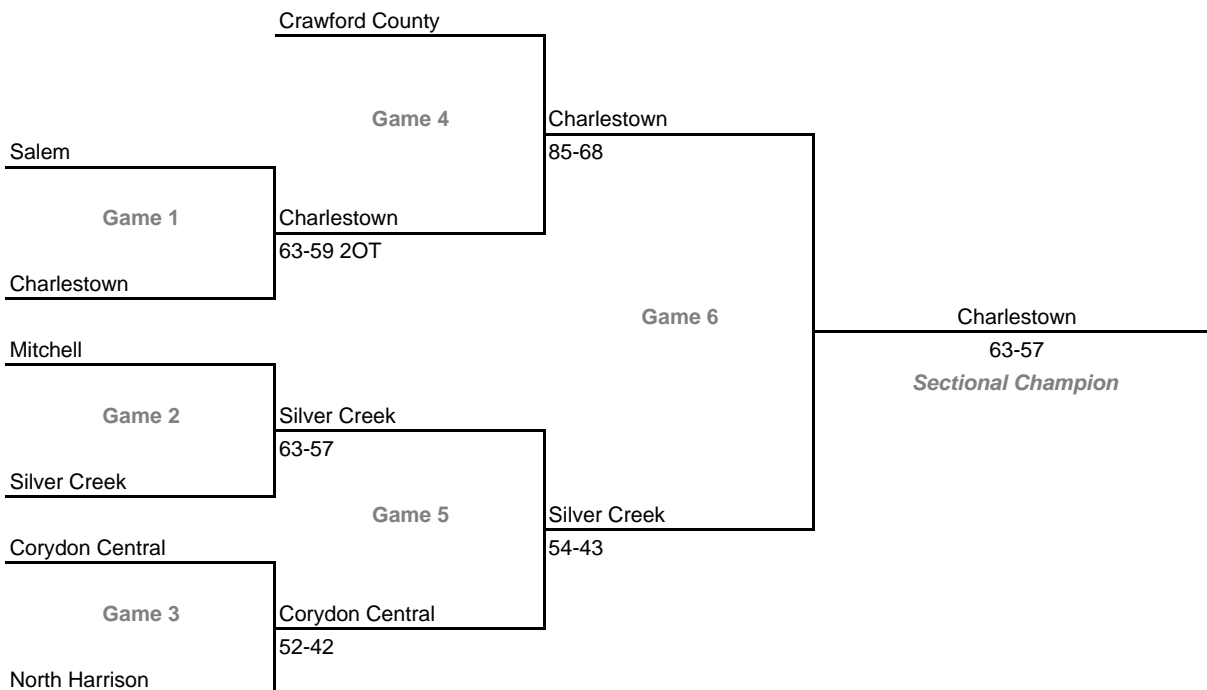 Crawford County
Game 4
Charlestown
Salem
85-68
Game 1
Charlestown
63-59 2OT
Charlestown
Game 6
Charlestown
Mitchell
63-57
Sectional Champion
Game 2
Silver Creek
63-57
Silver Creek
Game 5
Silver Creek
Corydon Central
54-43
Game 3
Corydon Central
52-42
North Harrison